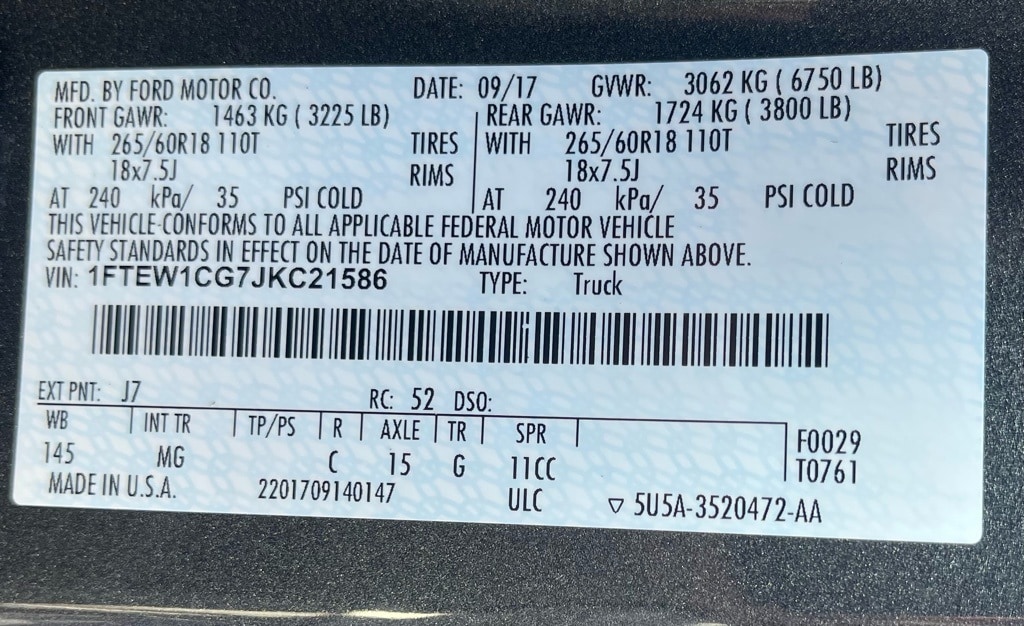 MFD. BY FORD MOTOR CO. DATE: 09/17 GVWR: 3062 KG ( 6750 LB)
FRONT GAWR: 1463 KG ( 3225 LB) REAR GAWR: 1724 KG ( 3800 LB)
WITH 265/60R18 110T TIRES WITH 265/60R18 110T TIRES
18x7.5J RIMS 18x7.5J RIMS
AT 240 kPa/ 35 PSI COLD AT 240 kPa/ 35 PSI COLD
THIS VEHICLE CONFORMS TO ALL APPLICABLE FEDERAL MOTOR VEHICLE
SAFETY STANDARDS IN EFFECT ON THE DATE OF MANUFACTURE SHOWN ABOVE.
VIN: 1FTEW1CG7JKC21586 TYPE: Truck
EXT PNT: J7 RC: 52 DSO:
WB INT TR TP/PS R AXLE TR SPR F0029
145 MG C 15 G 11CC T0761
MADE IN U.S.A. 2201709140147 ULC ▽ 5U5A-3520472-AA